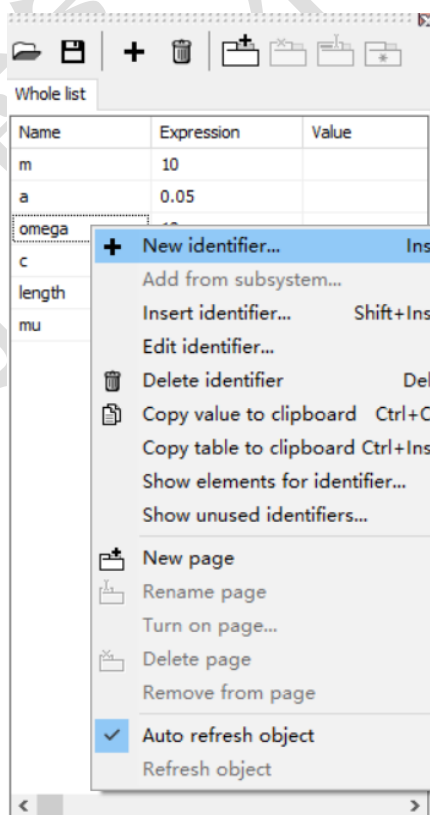 Whole list
Name Expression Value
m 10
a 0.05
omega
c
length
mu
New identifier... Ins
Add from subsystem...
Insert identifier... Shift+Ins
Edit identifier...
Delete identifier Del
Copy value to clipboard Ctrl+C
Copy table to clipboard Ctrl+Ins
Show elements for identifier...
Show unused identifiers...
New page
Rename page
Turn on page...
Delete page
Remove from page
Auto refresh object
Refresh object